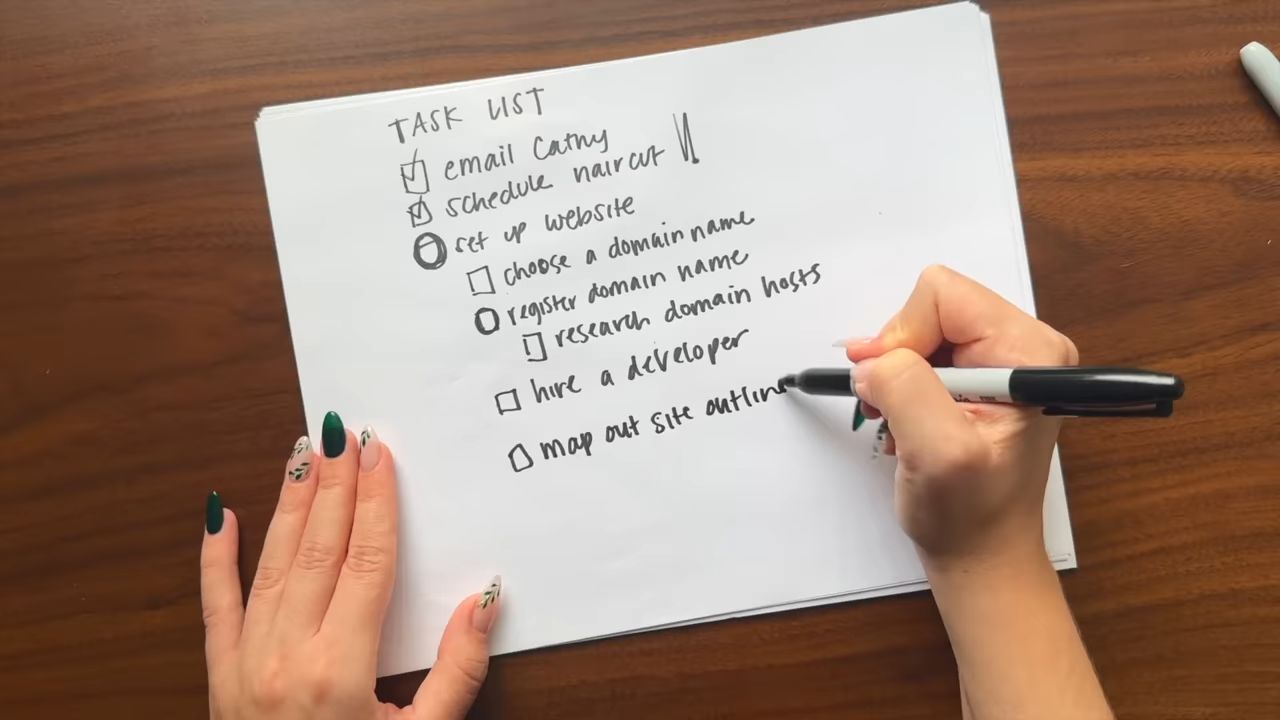 TASK LIST
email Cathy
schedule haircut
set up website
choose a domain name
register domain name
research domain hosts
hire a developer
map out site outlin